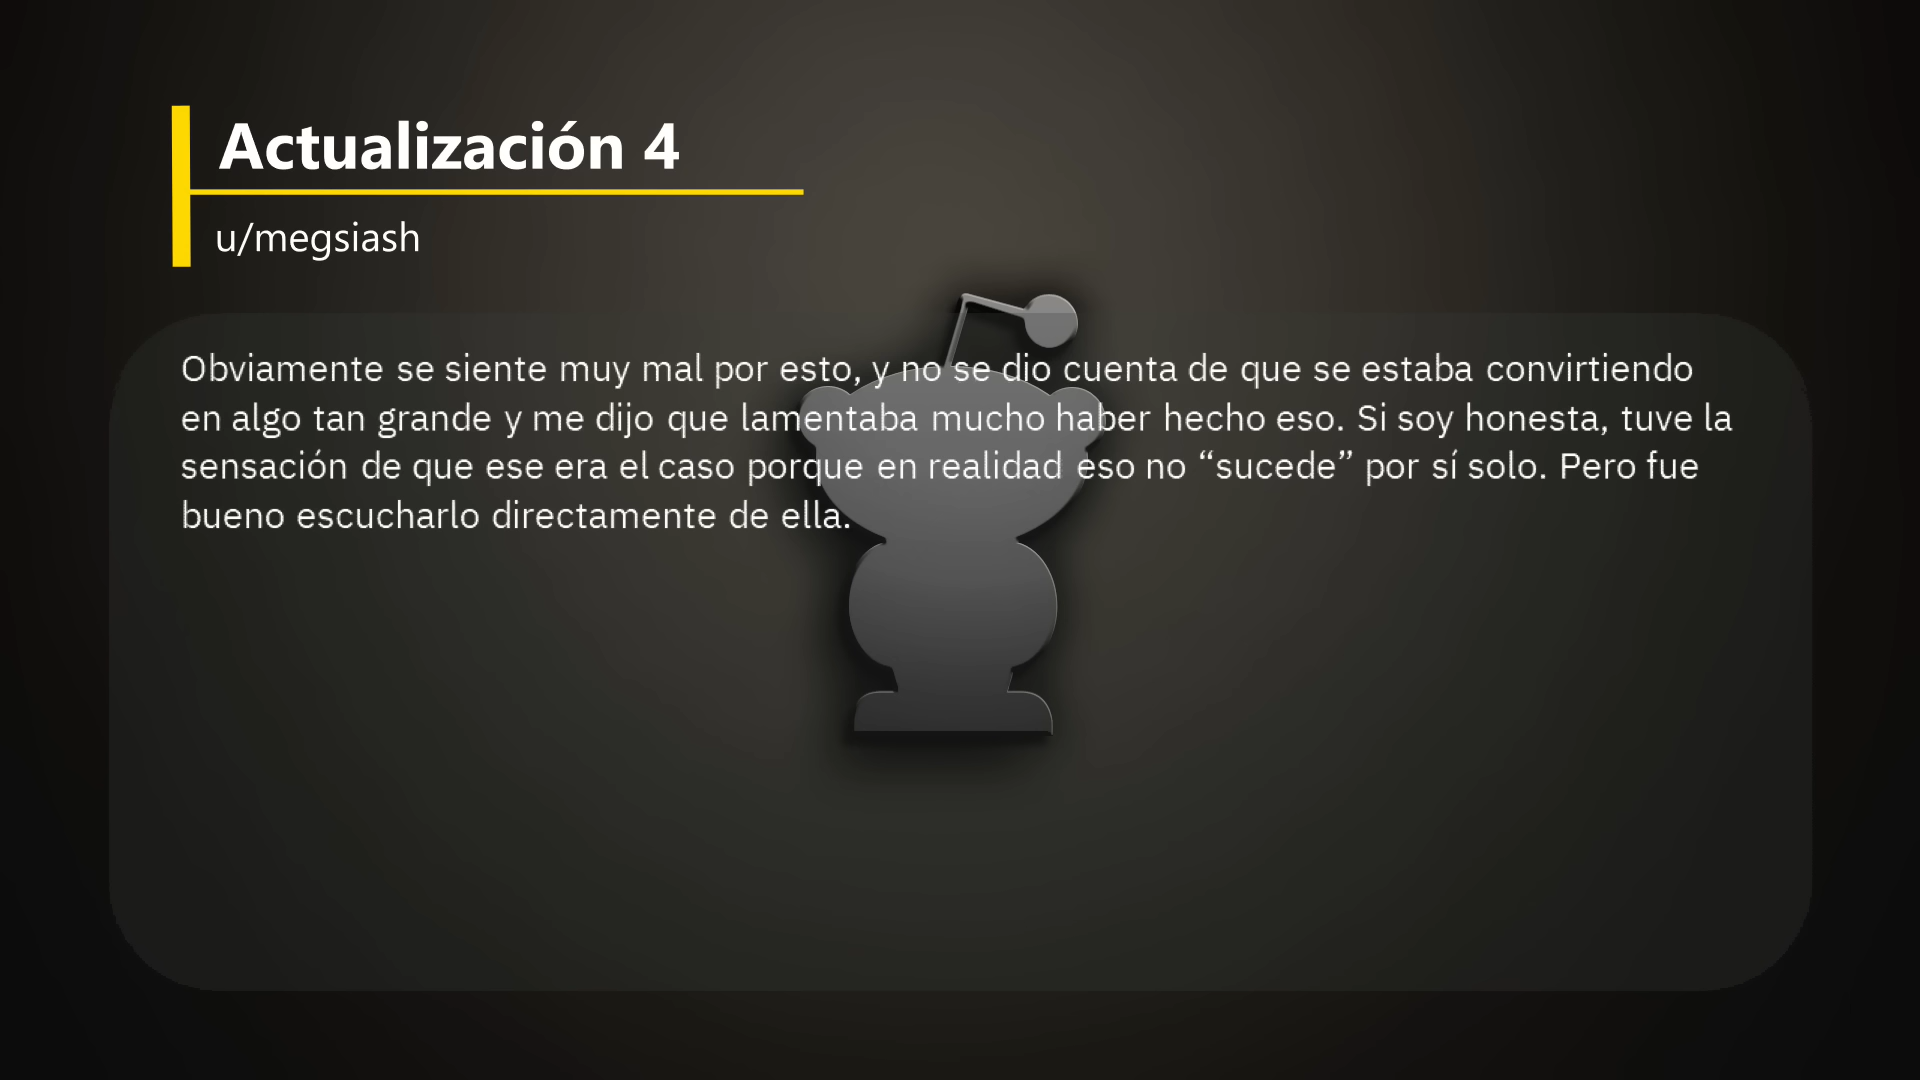 Actualización 4
u/megsiash
Obviamente se siente muy mal por esto, y no se dio cuenta de que se estaba convirtiendo
en algo tan grande y me dijo que lamentaba mucho haber hecho eso. Si soy honesta, tuve la
sensación de que ese era el caso porque en realidad eso no “sucede” por sí solo. Pero fue
bueno escucharlo directamente de ella.